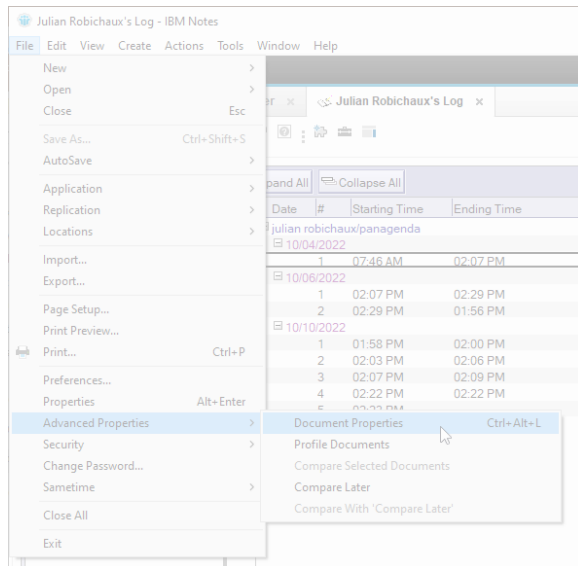 Julian Robichaux's Log - IBM Notes
File Edit View Create Actions Tools Window Help
New
Open
Close Esc
Save As... Ctrl+Shift+S
AutoSave
Application
Replication
Locations
Import...
Export...
Page Setup...
Print Preview...
Print... Ctrl+P
Preferences...
Properties Alt+Enter
Advanced Properties
Security
Change Password...
Sametime
Close All
Exit
Document Properties Ctrl+Alt+L
Profile Documents
Compare Selected Documents
Compare Later
Compare With 'Compare Later'
er Julian Robichaux's Log
pand All Collapse All
Date # Starting Time Ending Time
julian robichaux/panagenda
10/04/2022
1 07:46 AM 02:07 PM
10/06/2022
1 02:07 PM 02:29 PM
2 02:29 PM 01:56 PM
10/10/2022
1 01:58 PM 02:00 PM
2 02:03 PM 02:06 PM
3 02:07 PM 02:09 PM
4 02:22 PM 02:22 PM